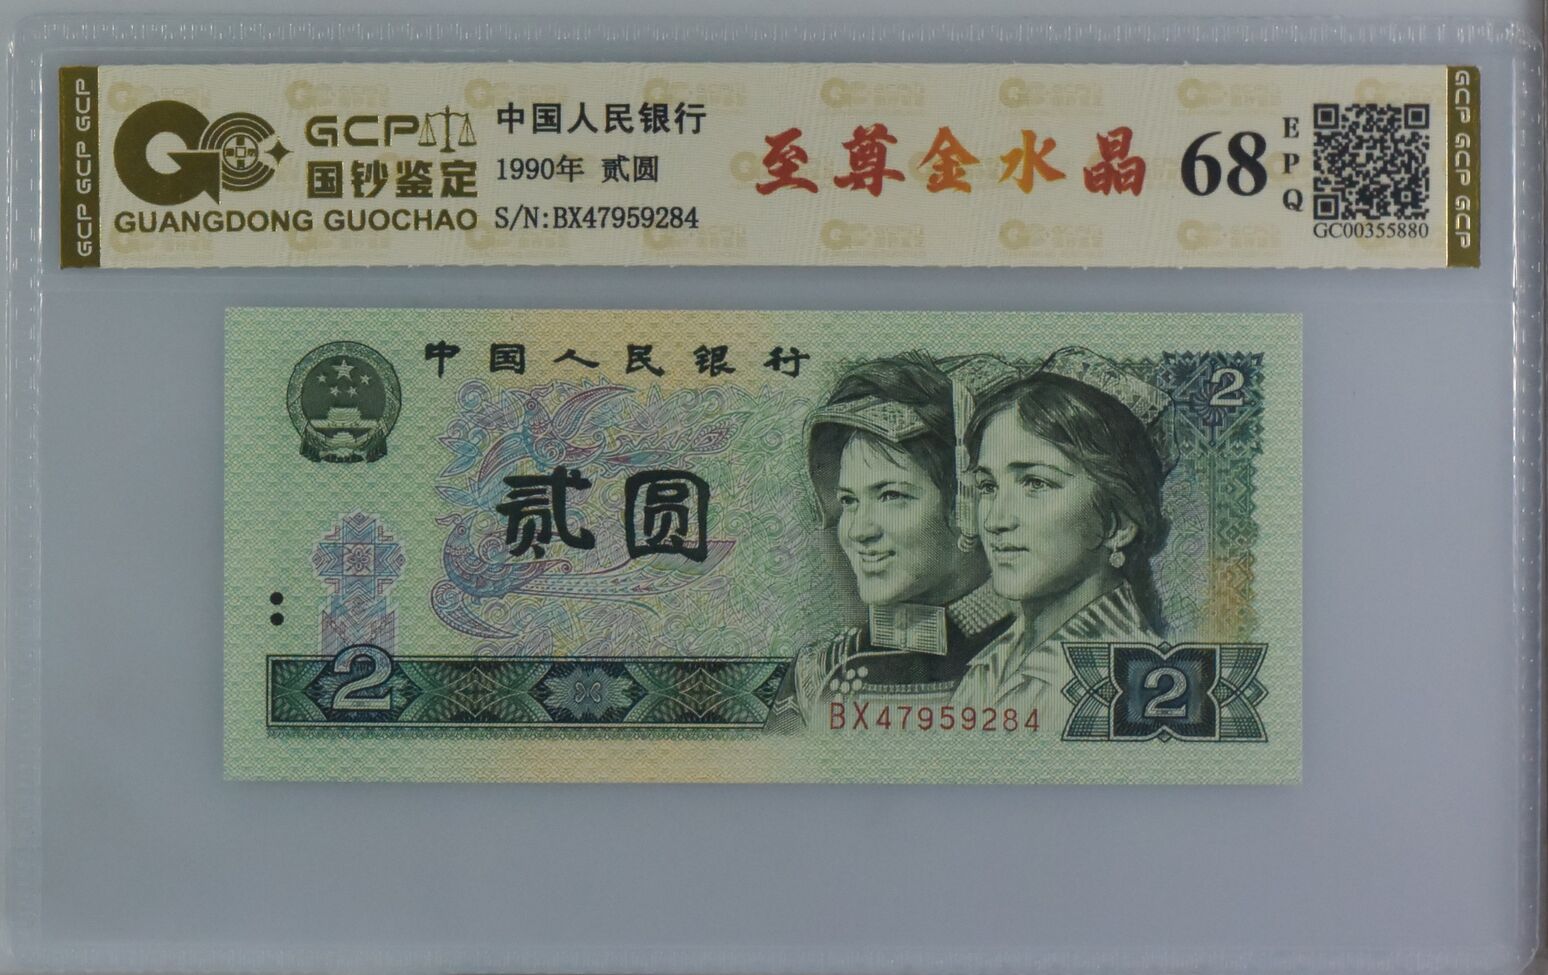 GCP
国钞鉴定
GUANGDONG GUOCHAO
中国人民银行
1990年 贰圆
S/N:BX47959284
至尊金水晶
68
EPQ
GC00355880
GCP GCP GCP
GCP GCP GCP
中国人民银行
2
贰圆
2
BX47959284
2